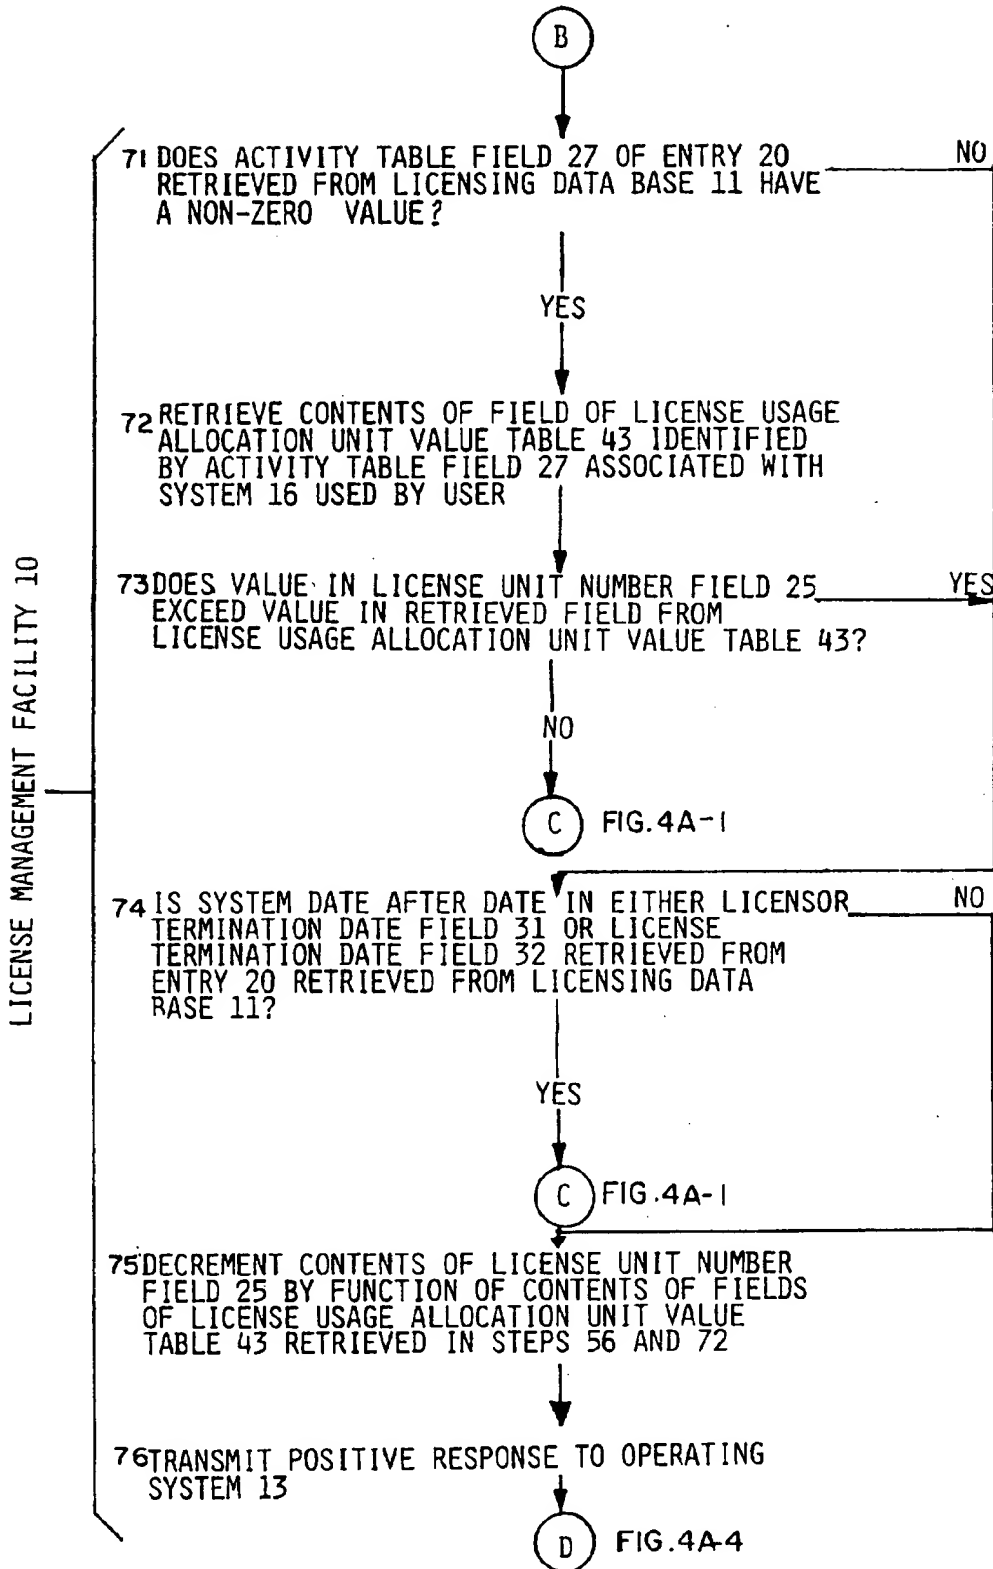 B
71 DOES ACTIVITY TABLE FIELD 27 OF ENTRY 20 NO
RETRIEVED FROM LICENSING DATA BASE 11 HAVE
A NON-ZERO VALUE?
YES
72 RETRIEVE CONTENTS OF FIELD OF LICENSE USAGE
ALLOCATION UNIT VALUE TABLE 43 IDENTIFIED
BY ACTIVITY TABLE FIELD 27 ASSOCIATED WITH
SYSTEM 16 USED BY USER
LICENSE MANAGEMENT FACILITY 10
73 DOES VALUE IN LICENSE UNIT NUMBER FIELD 25 YES
EXCEED VALUE IN RETRIEVED FIELD FROM
LICENSE USAGE ALLOCATION UNIT VALUE TABLE 43?
NO
C FIG.4A-1
74 IS SYSTEM DATE AFTER DATE IN EITHER LICENSOR NO
TERMINATION DATE FIELD 31 OR LICENSE
TERMINATION DATE FIELD 32 RETRIEVED FROM
ENTRY 20 RETRIEVED FROM LICENSING DATA
BASE 11?
YES
C FIG.4A-1
75 DECREMENT CONTENTS OF LICENSE UNIT NUMBER
FIELD 25 BY FUNCTION OF CONTENTS OF FIELDS
OF LICENSE USAGE ALLOCATION UNIT VALUE
TABLE 43 RETRIEVED IN STEPS 56 AND 72
76 TRANSMIT POSITIVE RESPONSE TO OPERATING
SYSTEM 13
D FIG.4A-4